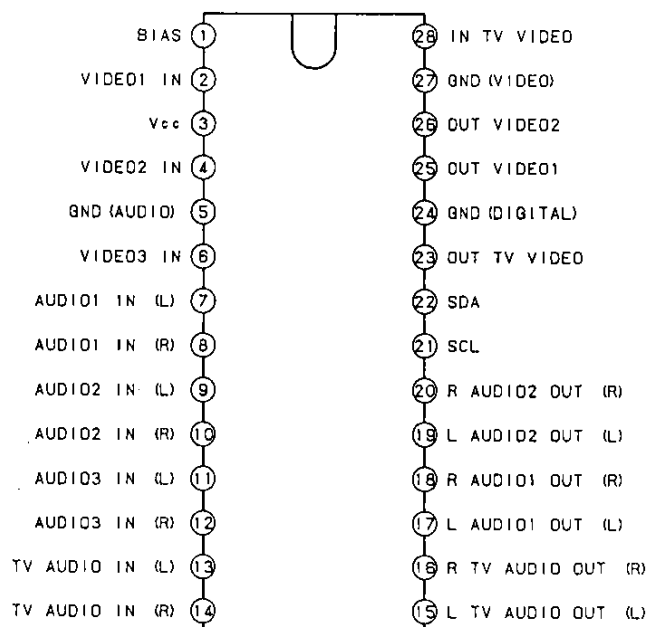 BIAS 1 28 IN TV VIDEO
VIDEO1 IN 2 27 GND (VIDEO)
Vcc 3 26 OUT VIDEO2
VIDEO2 IN 4 25 OUT VIDEO1
GND (AUDIO) 5 24 GND (DIGITAL)
VIDEO3 IN 6 23 OUT TV VIDEO
AUDIO1 IN (L) 7 22 SDA
AUDIO1 IN (R) 8 21 SCL
AUDIO2 IN (L) 9 20 R AUDIO2 OUT (R)
AUDIO2 IN (R) 10 19 L AUDIO2 OUT (L)
AUDIO3 IN (L) 11 18 R AUDIO1 OUT (R)
AUDIO3 IN (R) 12 17 L AUDIO1 OUT (L)
TV AUDIO IN (L) 13 16 R TV AUDIO OUT (R)
TV AUDIO IN (R) 14 15 L TV AUDIO OUT (L)